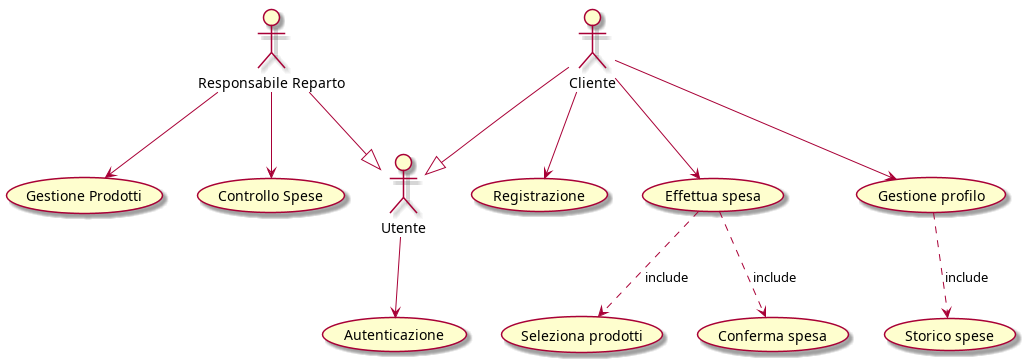 Responsabile Reparto
Cliente
Gestione Prodotti
Controllo Spese
Utente
Registrazione
Effettua spesa
Gestione profilo
include
include
include
Autenticazione
Seleziona prodotti
Conferma spesa
Storico spese